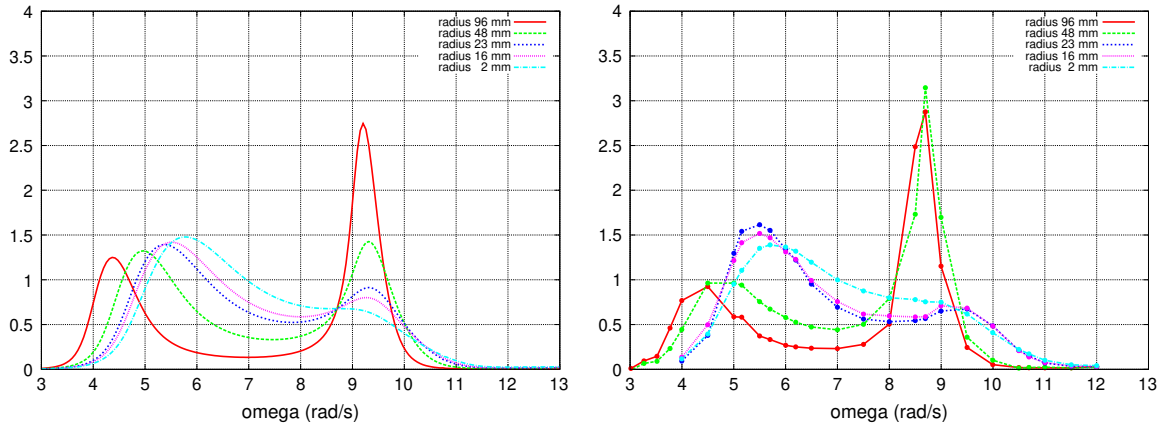 4
3.5
3
2.5
2
1.5
1
0.5
0
3 4 5 6 7 8 9 10 11 12 13
omega (rad/s)
radius 96 mm
radius 48 mm
radius 23 mm
radius 16 mm
radius 2 mm
4
3.5
3
2.5
2
1.5
1
0.5
0
3 4 5 6 7 8 9 10 11 12 13
omega (rad/s)
radius 96 mm
radius 48 mm
radius 23 mm
radius 16 mm
radius 2 mm